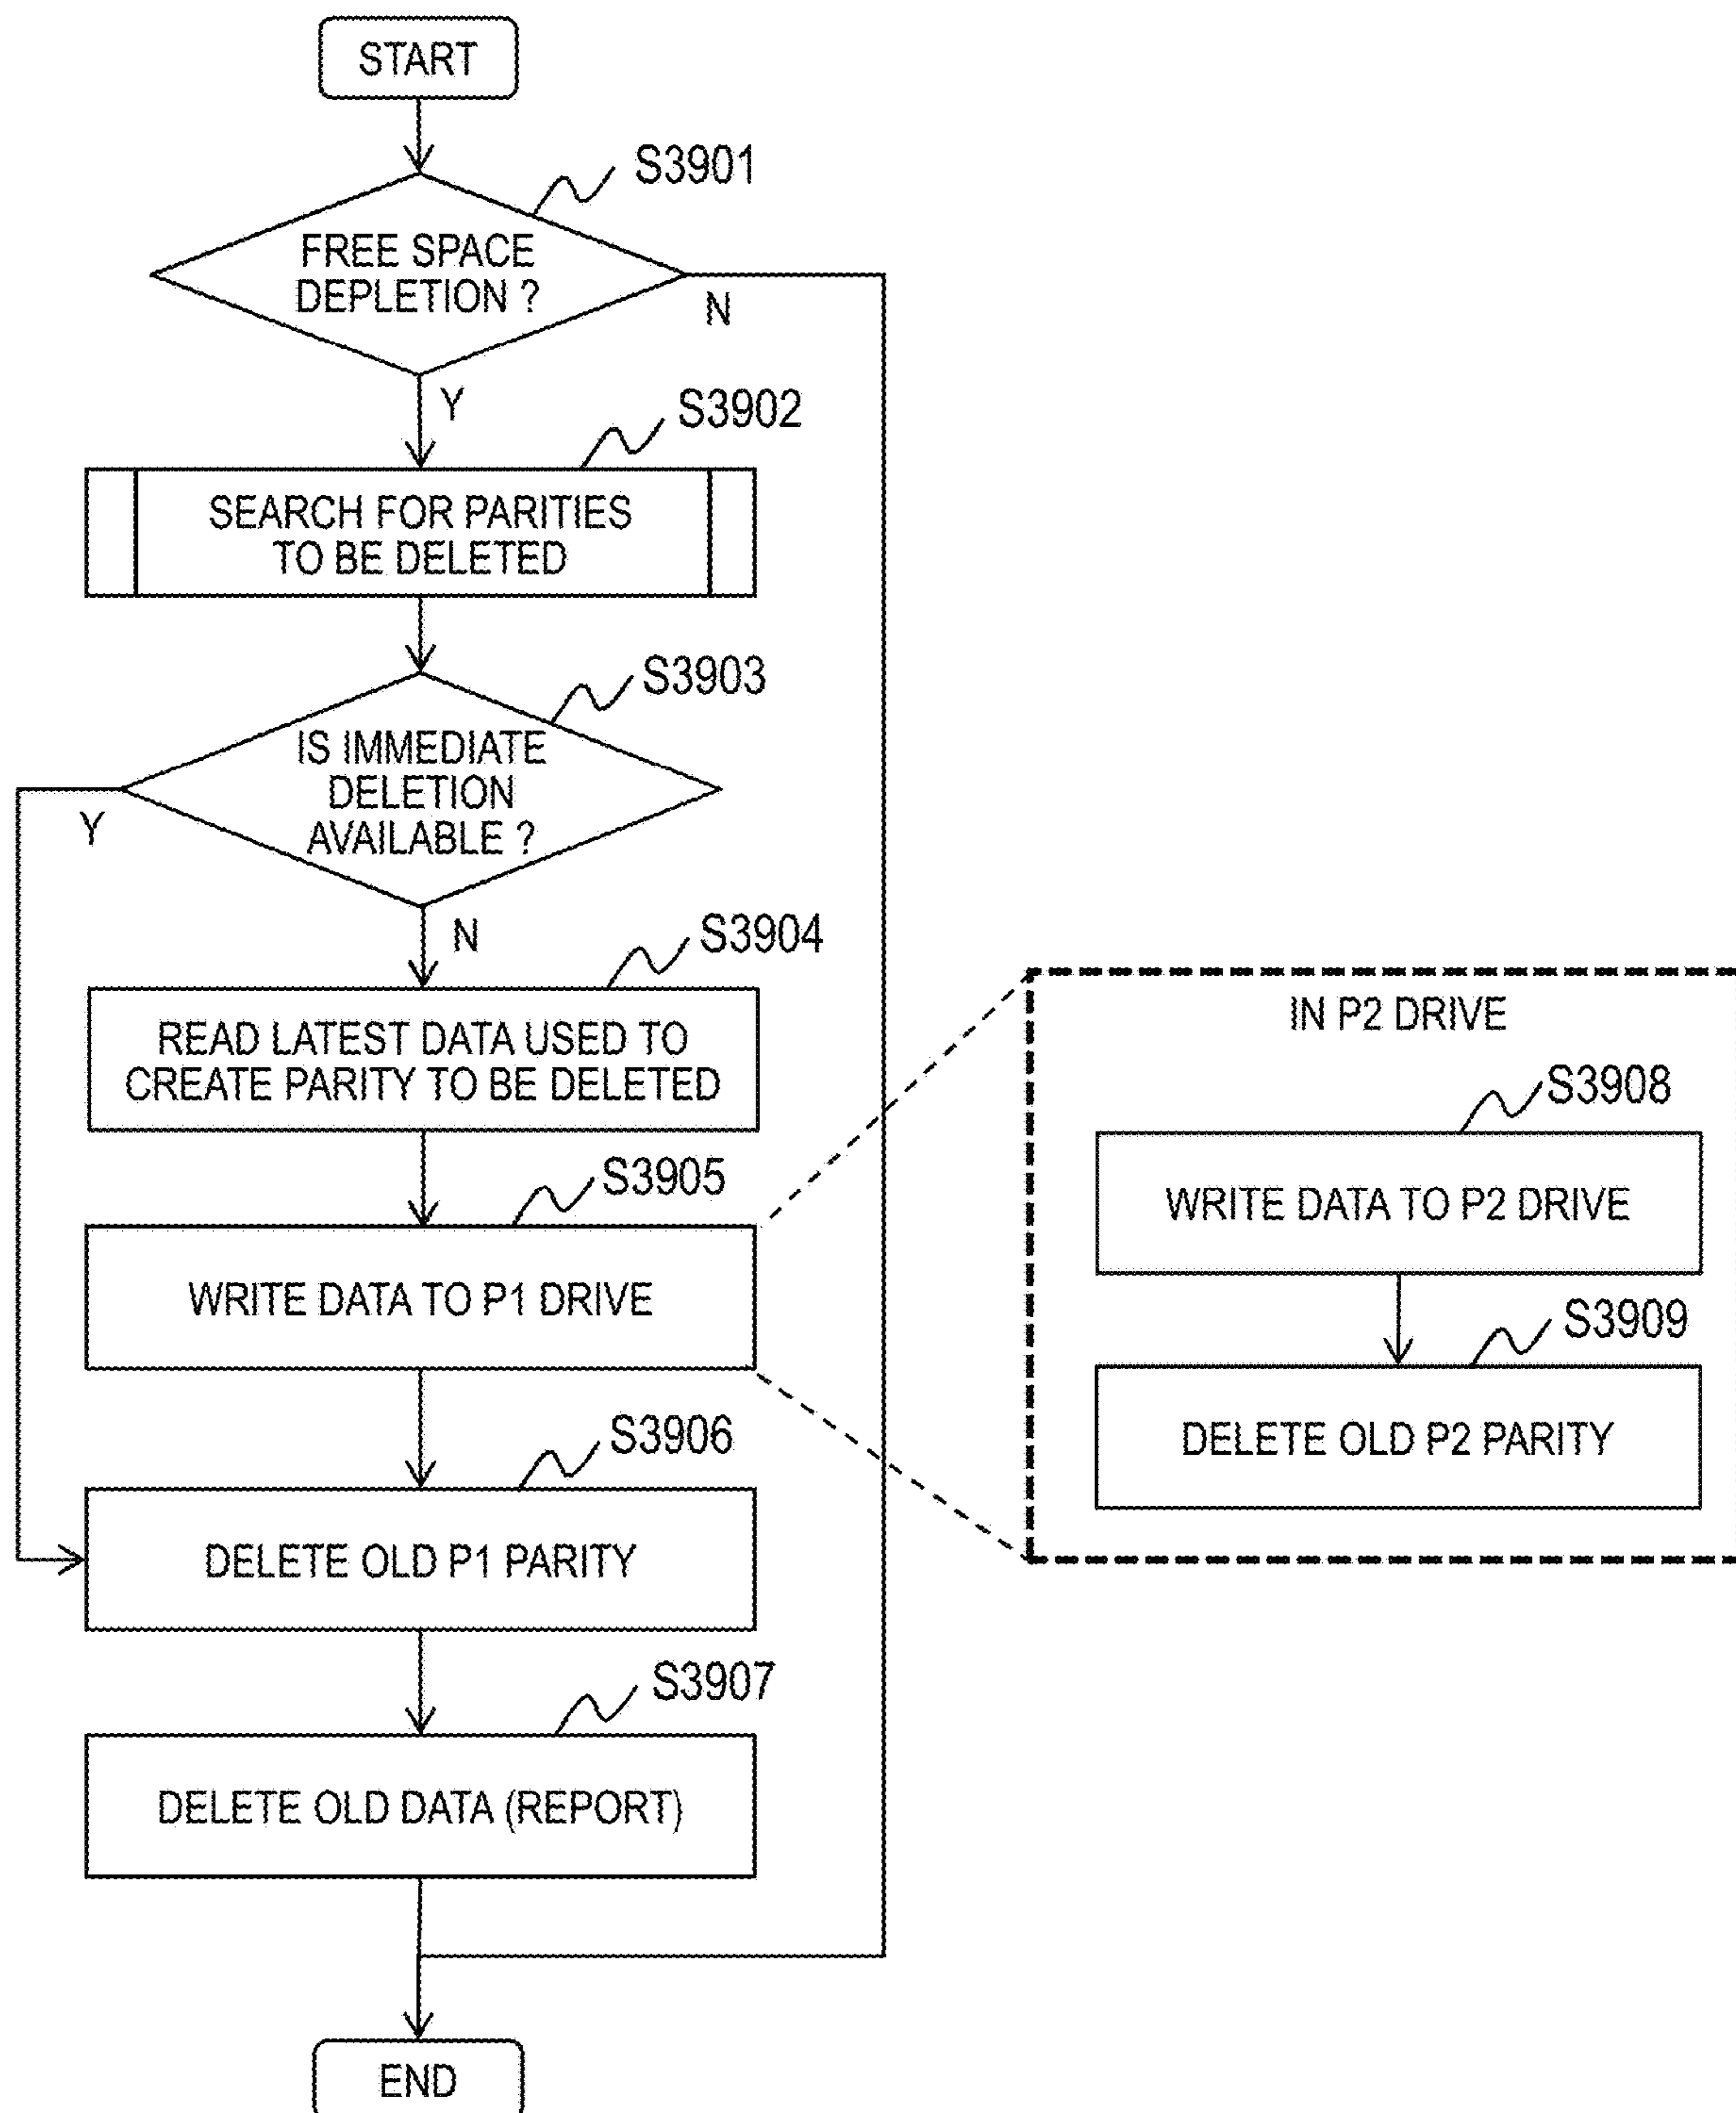 START
S3901
FREE SPACE
DEPLETION ?
N
Y
S3902
SEARCH FOR PARITIES
TO BE DELETED
S3903
IS IMMEDIATE
DELETION
AVAILABLE ?
Y
N
S3904
READ LATEST DATA USED TO
CREATE PARITY TO BE DELETED
S3905
WRITE DATA TO P1 DRIVE
S3906
DELETE OLD P1 PARITY
S3907
DELETE OLD DATA (REPORT)
END
IN P2 DRIVE
S3908
WRITE DATA TO P2 DRIVE
S3909
DELETE OLD P2 PARITY